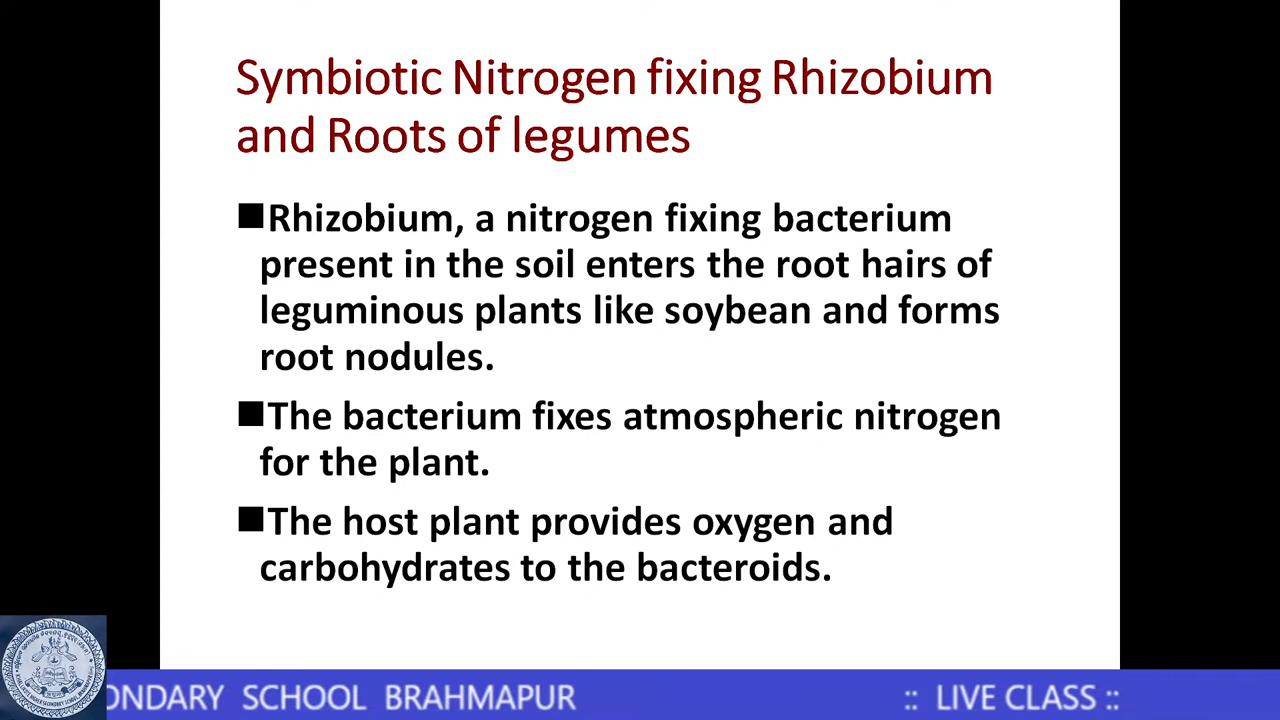 Symbiotic Nitrogen fixing Rhizobium
and Roots of legumes
■Rhizobium, a nitrogen fixing bacterium
present in the soil enters the root hairs of
leguminous plants like soybean and forms
root nodules.
■The bacterium fixes atmospheric nitrogen
for the plant.
■The host plant provides oxygen and
carbohydrates to the bacteroids.
ONDARY SCHOOL BRAHMAPUR :: LIVE CLASS ::